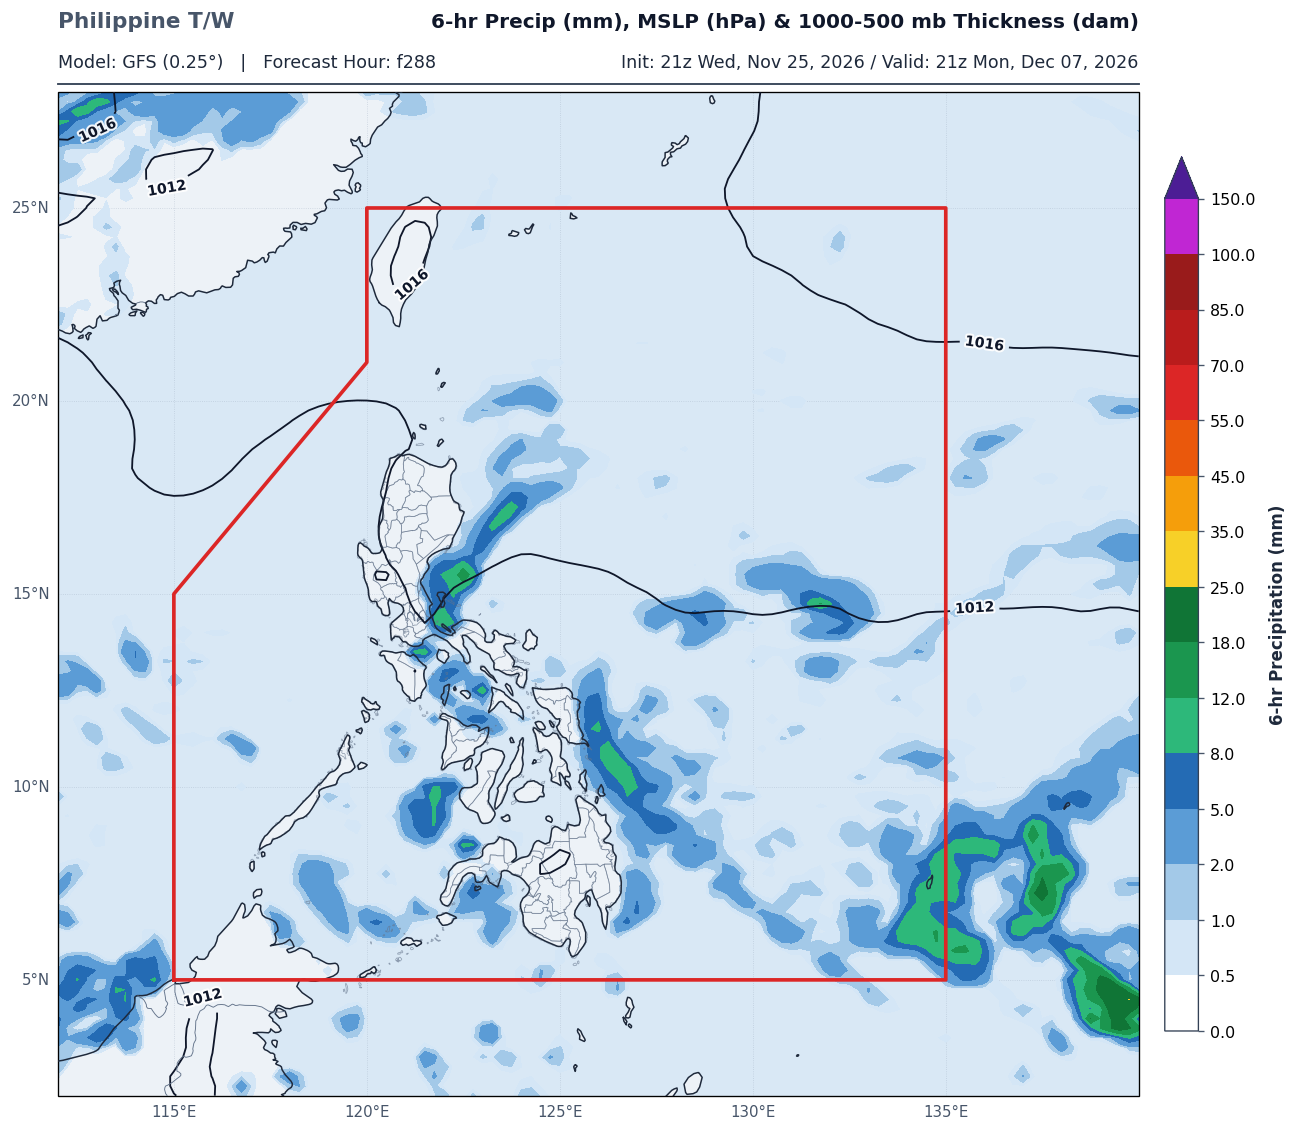 Philippine T/W
6-hr Precip (mm), MSLP (hPa) & 1000-500 mb Thickness (dam)
Model: GFS (0.25°) | Forecast Hour: f288
Init: 21z Wed, Nov 25, 2026 / Valid: 21z Mon, Dec 07, 2026
1016
1012
25°N
1016
1016
20°N
15°N
1012
10°N
5°N
1012
115°E
120°E
125°E
130°E
135°E
150.0
100.0
85.0
70.0
55.0
45.0
35.0
25.0
18.0
12.0
8.0
5.0
2.0
1.0
0.5
0.0
6-hr Precipitation (mm)